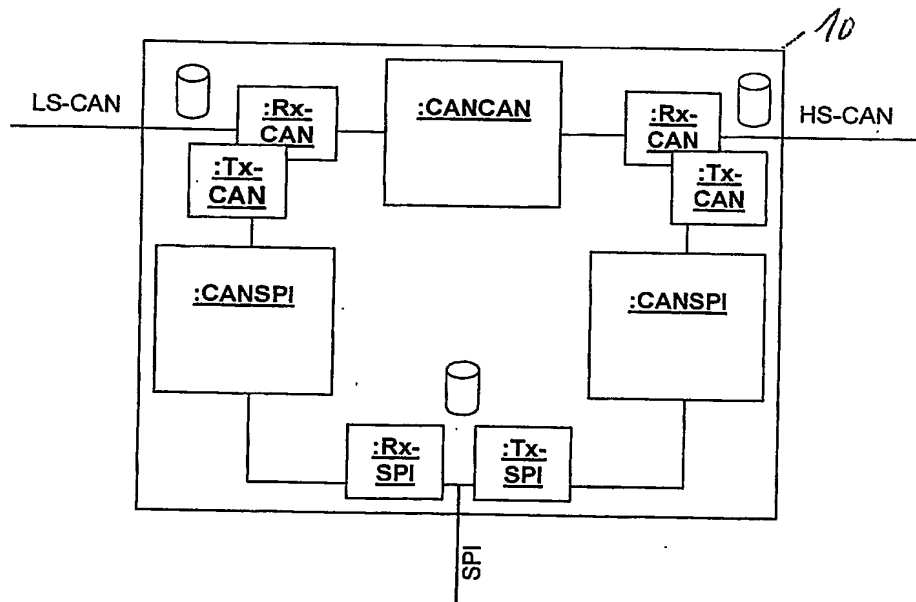 10
LS-CAN
:Rx-
CAN
:CANCAN
:Rx-
CAN
HS-CAN
:Tx-
CAN
:Tx-
CAN
:CANSPI
:CANSPI
:Rx-
SPI
:Tx-
SPI
SPI